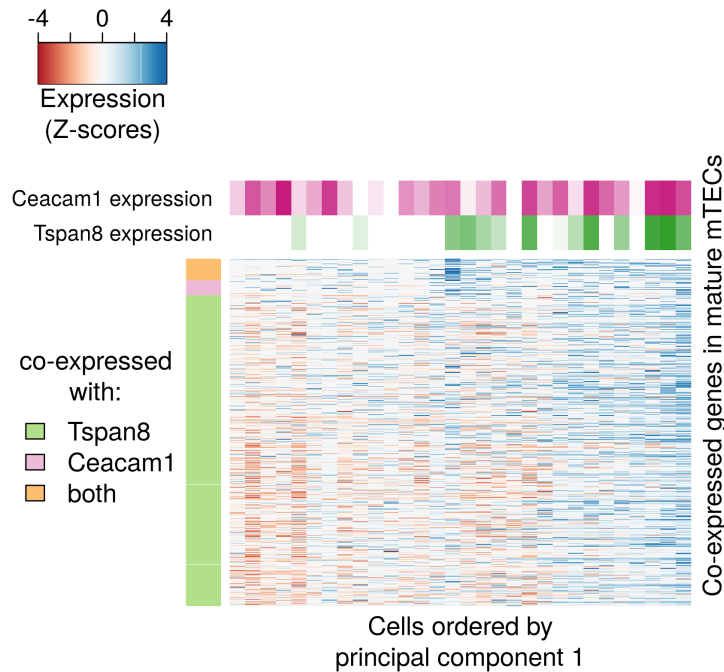 -4 0 4
Expression
(Z-scores)
Ceacam1 expression
Tspan8 expression
co-expressed
with:
Tspan8
Ceacam1
both
Co-expressed genes in mature mTECs
Cells ordered by
principal component 1